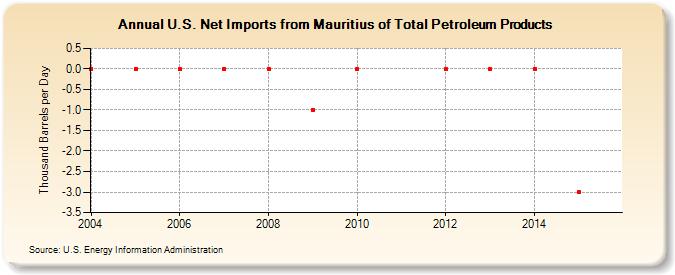 Annual U.S. Net Imports from Mauritius of Total Petroleum Products
Thousand Barrels per Day
0.5
0.0
-0.5
-1.0
-1.5
-2.0
-2.5
-3.0
-3.5
2004 2006 2008 2010 2012 2014
Source: U.S. Energy Information Administration